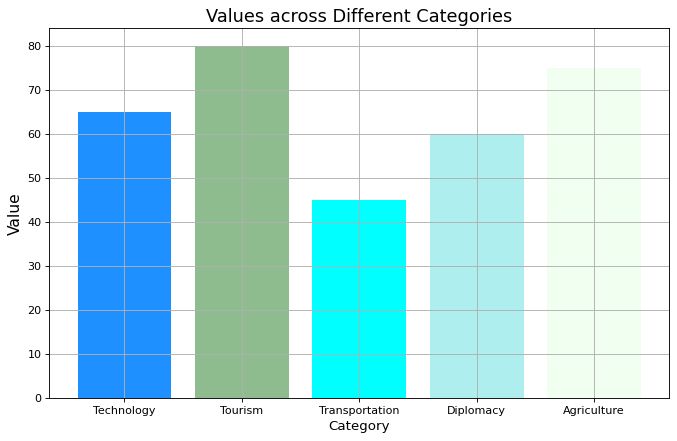 Values across Different Categories
Value
80
70
60
50
40
30
20
10
0
Technology Tourism Transportation Diplomacy Agriculture
Category